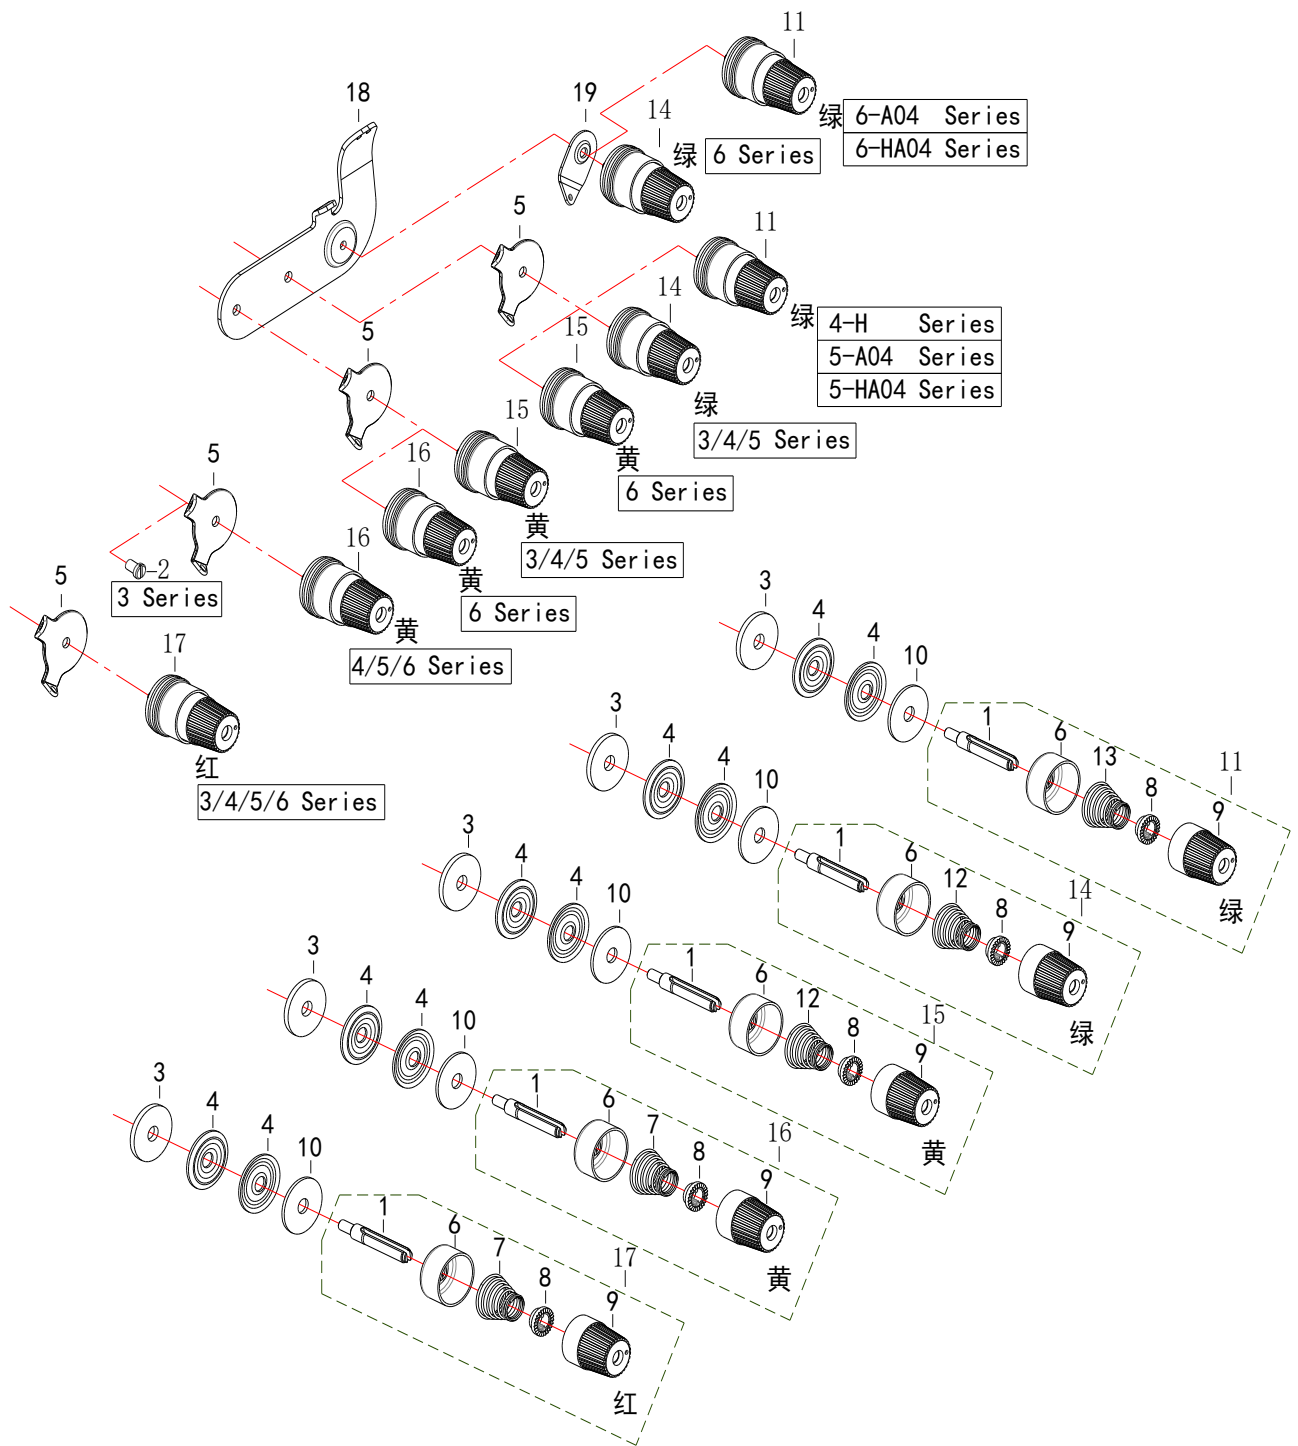 11
18
19
14
绿
6-A04 Series
6-HA04 Series
绿
6 Series
5
11
14
绿
4-H Series
5-A04 Series
5-HA04 Series
5
15
绿
3/4/5 Series
15
黄
6 Series
5
16
黄
3/4/5 Series
16
2
3 Series
黄
6 Series
5
17
黄
4/5/6 Series
红
3/4/5/6 Series
3
4
4
10
1
6
13
8
9
11
绿
3
4
4
10
1
6
12
8
9
14
绿
3
4
4
10
1
6
12
8
9
15
黄
3
4
4
10
1
6
7
8
9
16
黄
3
4
4
10
1
6
7
8
9
17
红